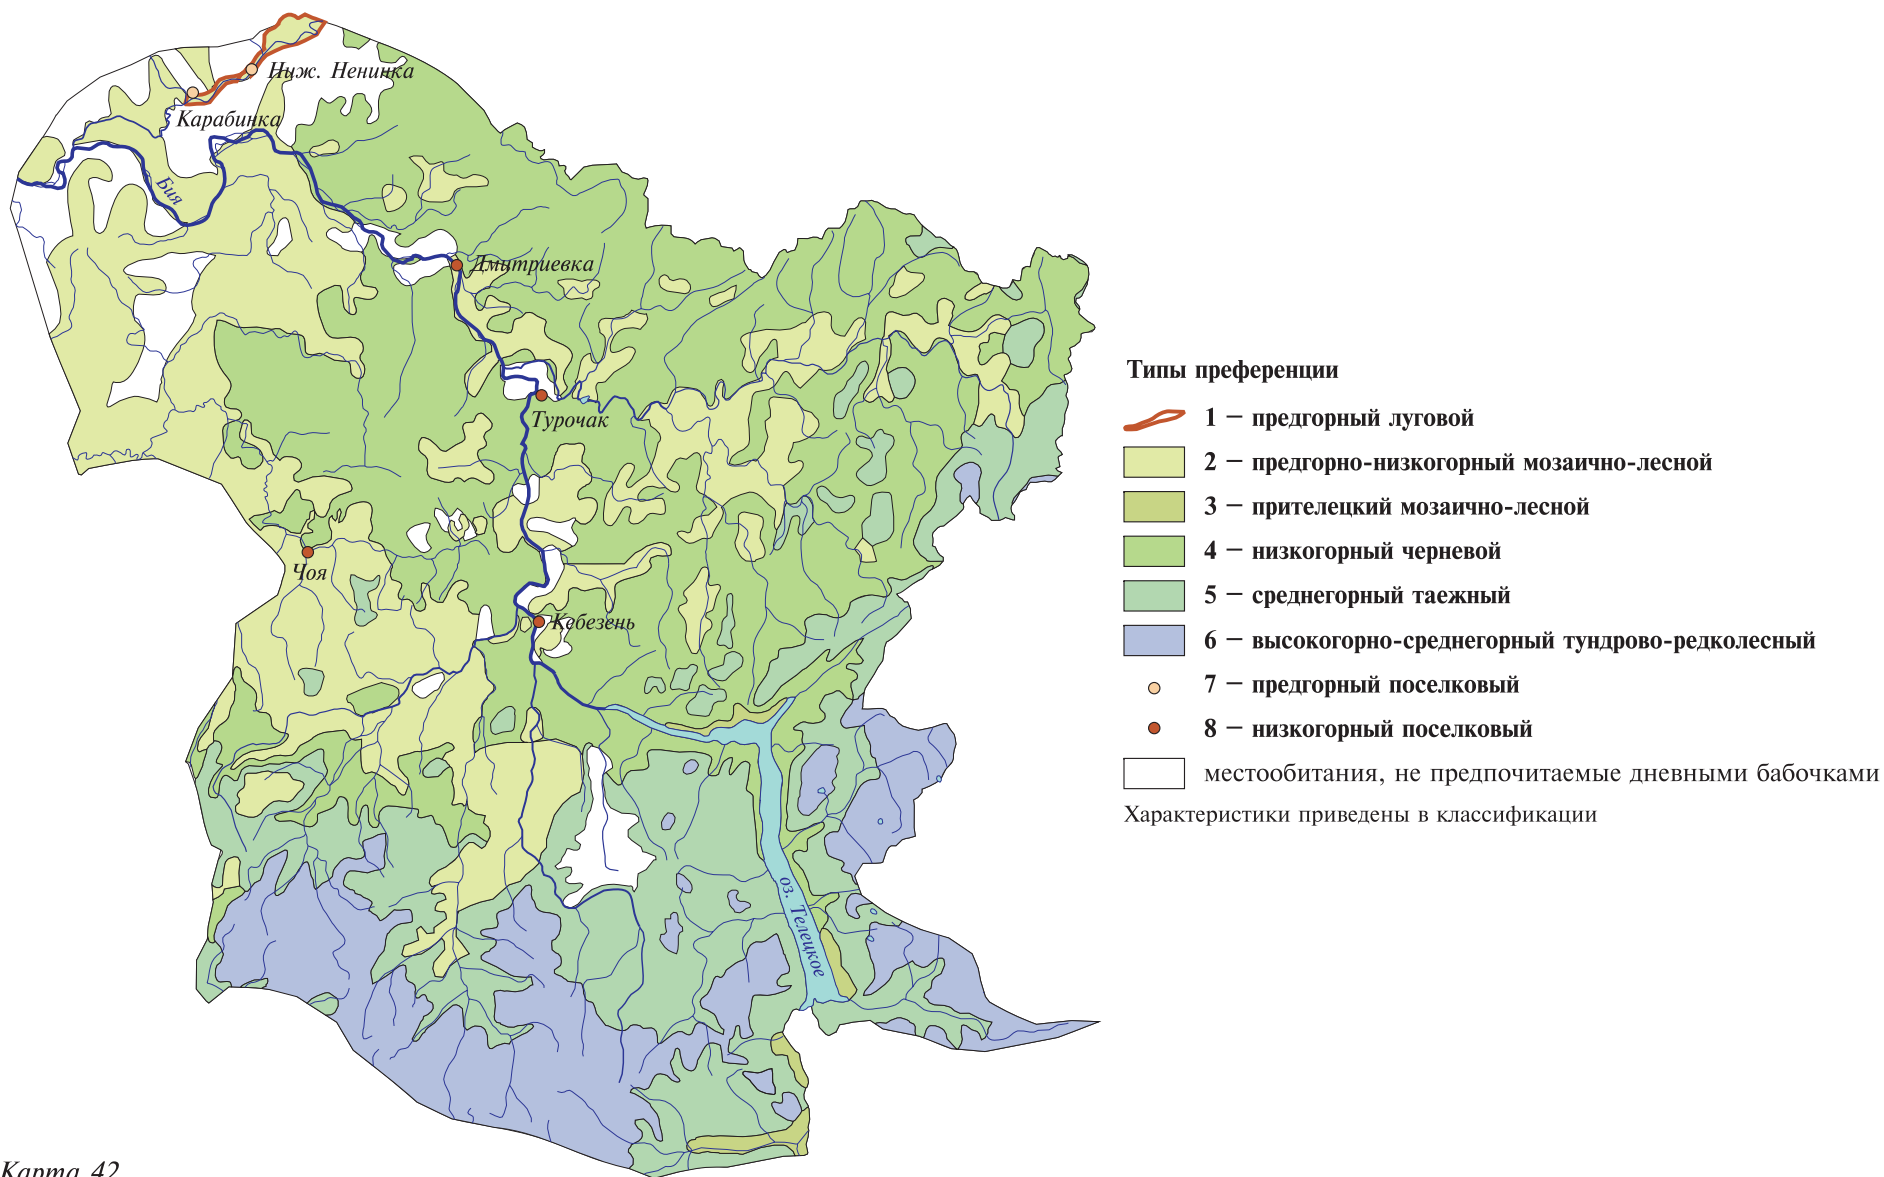 Ниж. Ненинка
Карабинка
Бия
Дмитриевка
Турочак
Чоя
Кебезень
оз. Телецкое
Типы преференции
1 – предгорный луговой
2 – предгорно-низкогорный мозаично-лесной
3 – прителецкий мозаично-лесной
4 – низкогорный черневой
5 – среднегорный таежный
6 – высокогорно-среднегорный тундрово-редколесный
7 – предгорный поселковый
8 – низкогорный поселковый
местообитания, не предпочитаемые дневными бабочками
Характеристики приведены в классификации
Карта 42